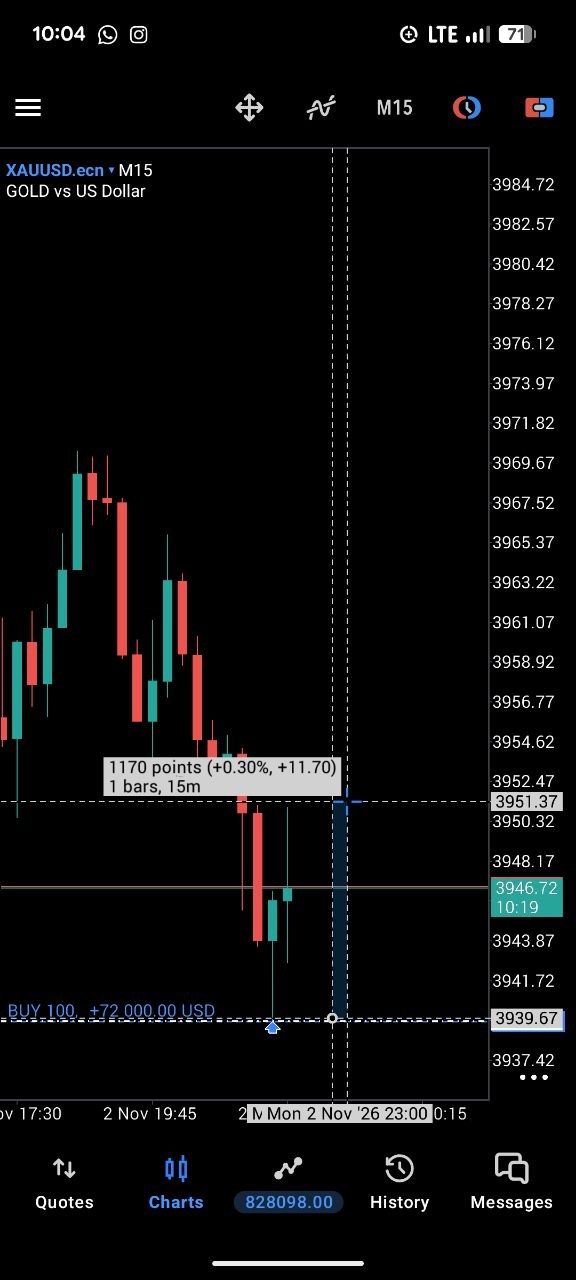 10:04 LTE 71
M15
XAUUSD.ecn M15
GOLD vs US Dollar
3984.72
3982.57
3980.42
3978.27
3976.12
3973.97
3971.82
3969.67
3967.52
3965.37
3963.22
3961.07
3958.92
3956.77
3954.62
1170 points (+0.30%, +11.70)
1 bars, 15m
3952.47
3951.37
3950.32
3948.17
3946.72
10:19
3943.87
3941.72
BUY 100, +72 000.00 USD
3939.67
3937.42
ov 17:30 2 Nov 19:45 2 M Mon 2 Nov '26 23:00 0:15
Quotes Charts 828098.00 History Messages